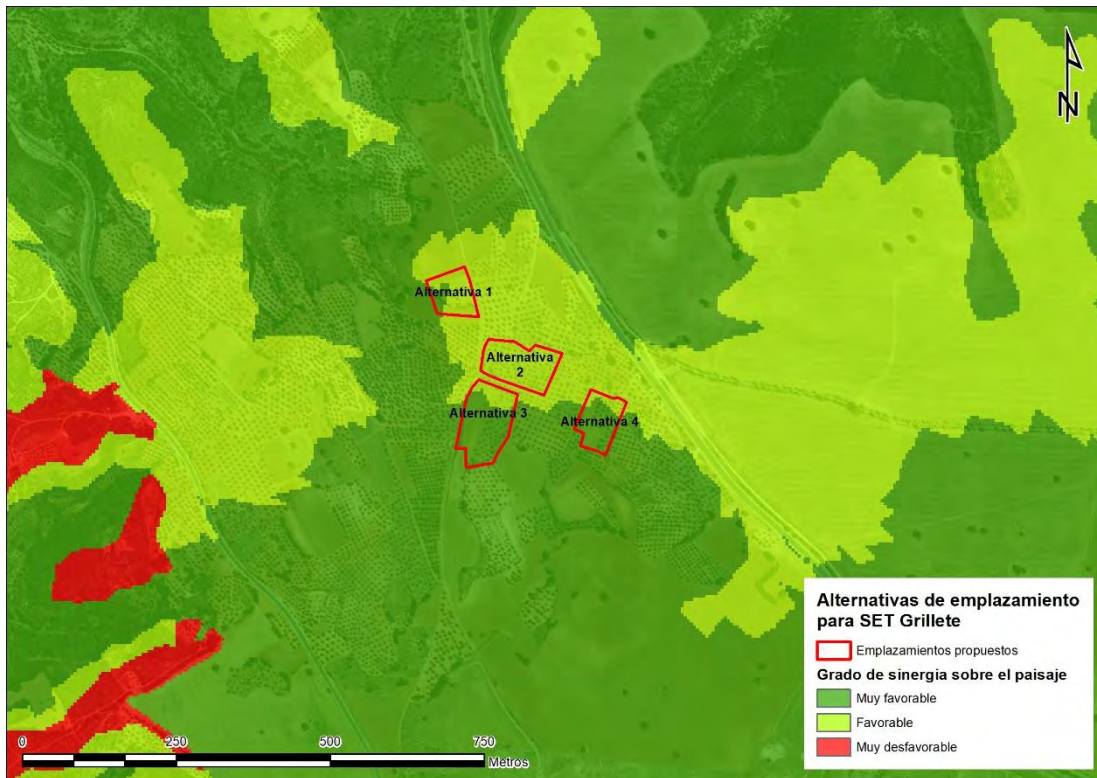 N
Alternativa 1
Alternativa
2
Alternativa 3
Alternativa 4
Alternativas de emplazamiento
para SET Grillete
Emplazamientos propuestos
Grado de sinergia sobre el paisaje
Muy favorable
Favorable
Muy desfavorable
0 250 500 750
Metros